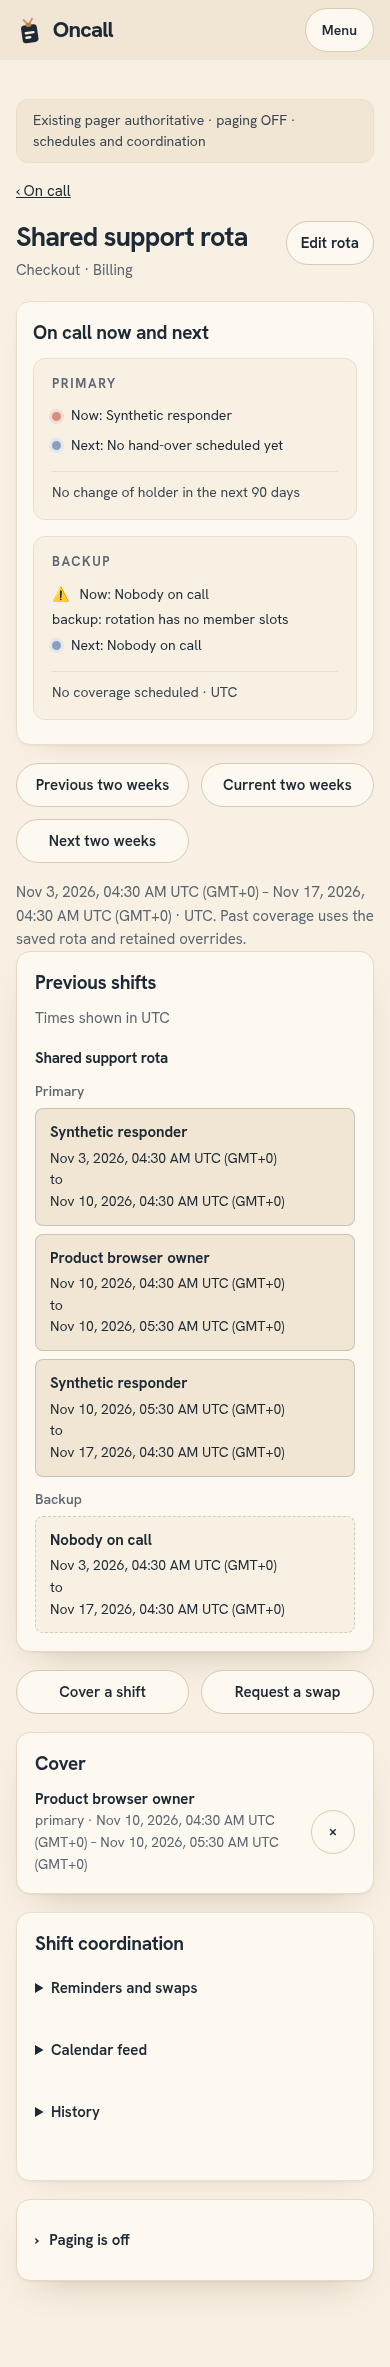 Oncall
Menu
Existing pager authoritative · paging OFF ·
schedules and coordination
‹ On call
Shared support rota
Edit rota
Checkout · Billing
On call now and next
PRIMARY
Now: Synthetic responder
Next: No hand-over scheduled yet
No change of holder in the next 90 days
BACKUP
⚠️ Now: Nobody on call
backup: rotation has no member slots
Next: Nobody on call
No coverage scheduled · UTC
Previous two weeks
Current two weeks
Next two weeks
Nov 3, 2026, 04:30 AM UTC (GMT+0) – Nov 17, 2026,
04:30 AM UTC (GMT+0) · UTC. Past coverage uses the
saved rota and retained overrides.
Previous shifts
Times shown in UTC
Shared support rota
Primary
Synthetic responder
Nov 3, 2026, 04:30 AM UTC (GMT+0)
to
Nov 10, 2026, 04:30 AM UTC (GMT+0)
Product browser owner
Nov 10, 2026, 04:30 AM UTC (GMT+0)
to
Nov 10, 2026, 05:30 AM UTC (GMT+0)
Synthetic responder
Nov 10, 2026, 05:30 AM UTC (GMT+0)
to
Nov 17, 2026, 04:30 AM UTC (GMT+0)
Backup
Nobody on call
Nov 3, 2026, 04:30 AM UTC (GMT+0)
to
Nov 17, 2026, 04:30 AM UTC (GMT+0)
Cover a shift
Request a swap
Cover
Product browser owner
primary · Nov 10, 2026, 04:30 AM UTC
(GMT+0) – Nov 10, 2026, 05:30 AM UTC
(GMT+0)
×
Shift coordination
▶ Reminders and swaps
▶ Calendar feed
▶ History
› Paging is off